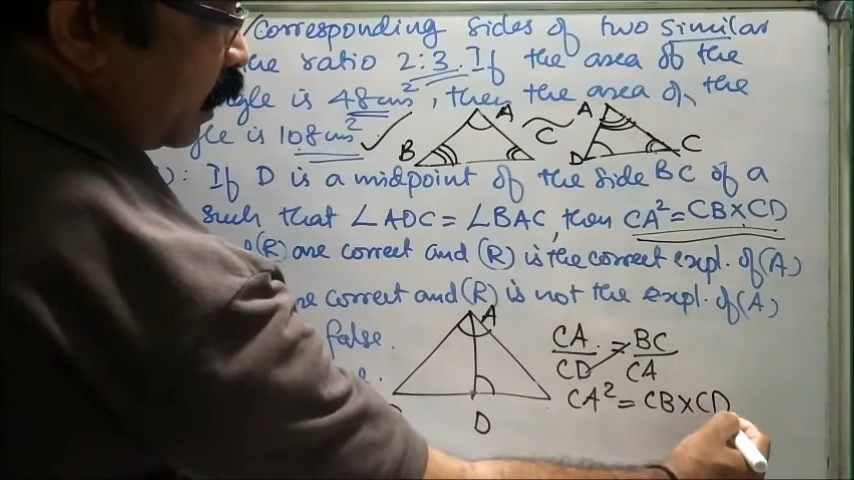 Corresponding sides of two similar
the ratio 2:3. If the area of the
gle is 48cm², then the area of the
gle is 108cm² ✓
A
B
C
~
A
D
C
): If D is a midpoint of the side BC of a
such that ∠ADC = ∠BAC, then CA² = CB×CD
(R) are correct and (R) is the correct expl. of (A)
re correct and (R) is not the expl. of (A)
false.
A
D
CA/CD = BC/CA
CA² = CB×CD